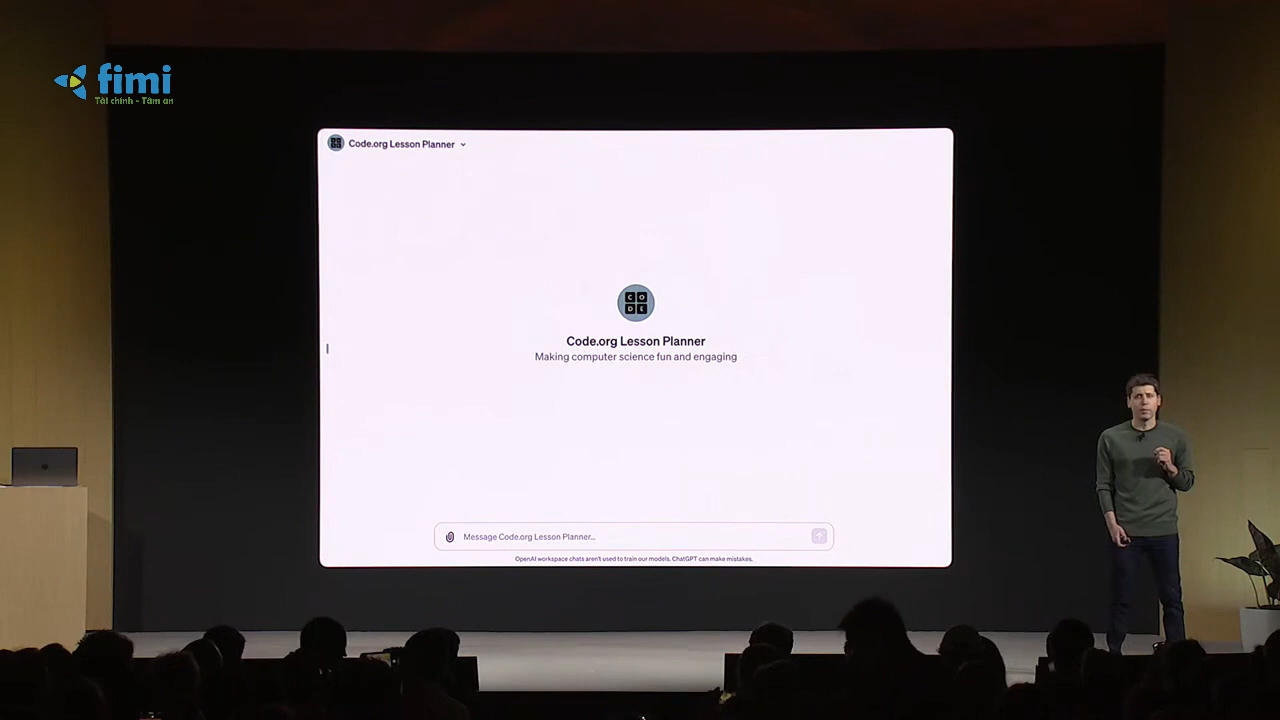 fimi
Tài chính - Tâm an
Code.org Lesson Planner
CODE
Code.org Lesson Planner
Making computer science fun and engaging
Message Code.org Lesson Planner...
OpenAI workspace chats aren't used to train our models. ChatGPT can make mistakes.